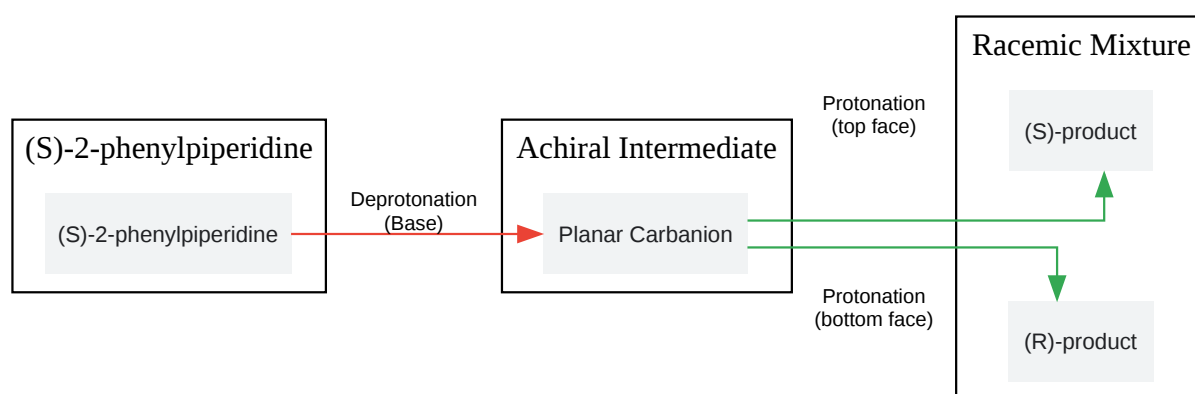 (S)-2-phenylpiperidine
(S)-2-phenylpiperidine
Deprotonation
(Base)
Achiral Intermediate
Planar Carbanion
Protonation
(top face)
Protonation
(bottom face)
Racemic Mixture
(S)-product
(R)-product